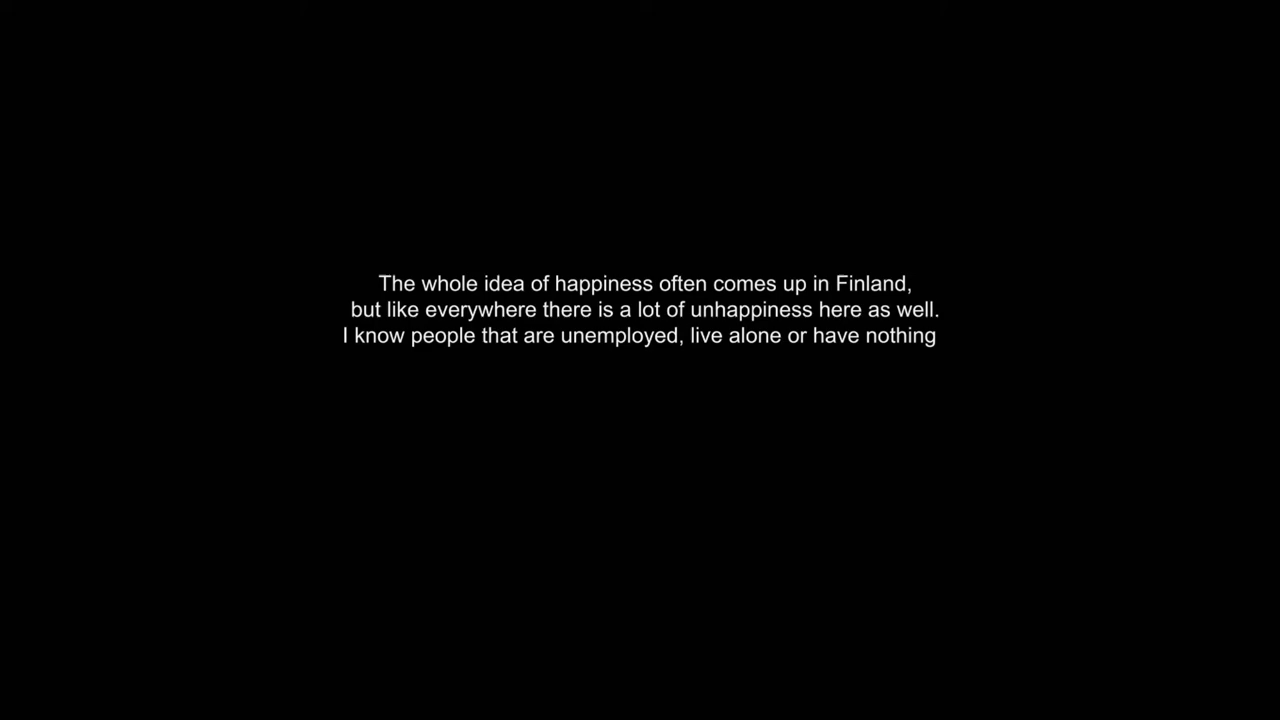 The whole idea of happiness often comes up in Finland,
but like everywhere there is a lot of unhappiness here as well.
I know people that are unemployed, live alone or have nothing